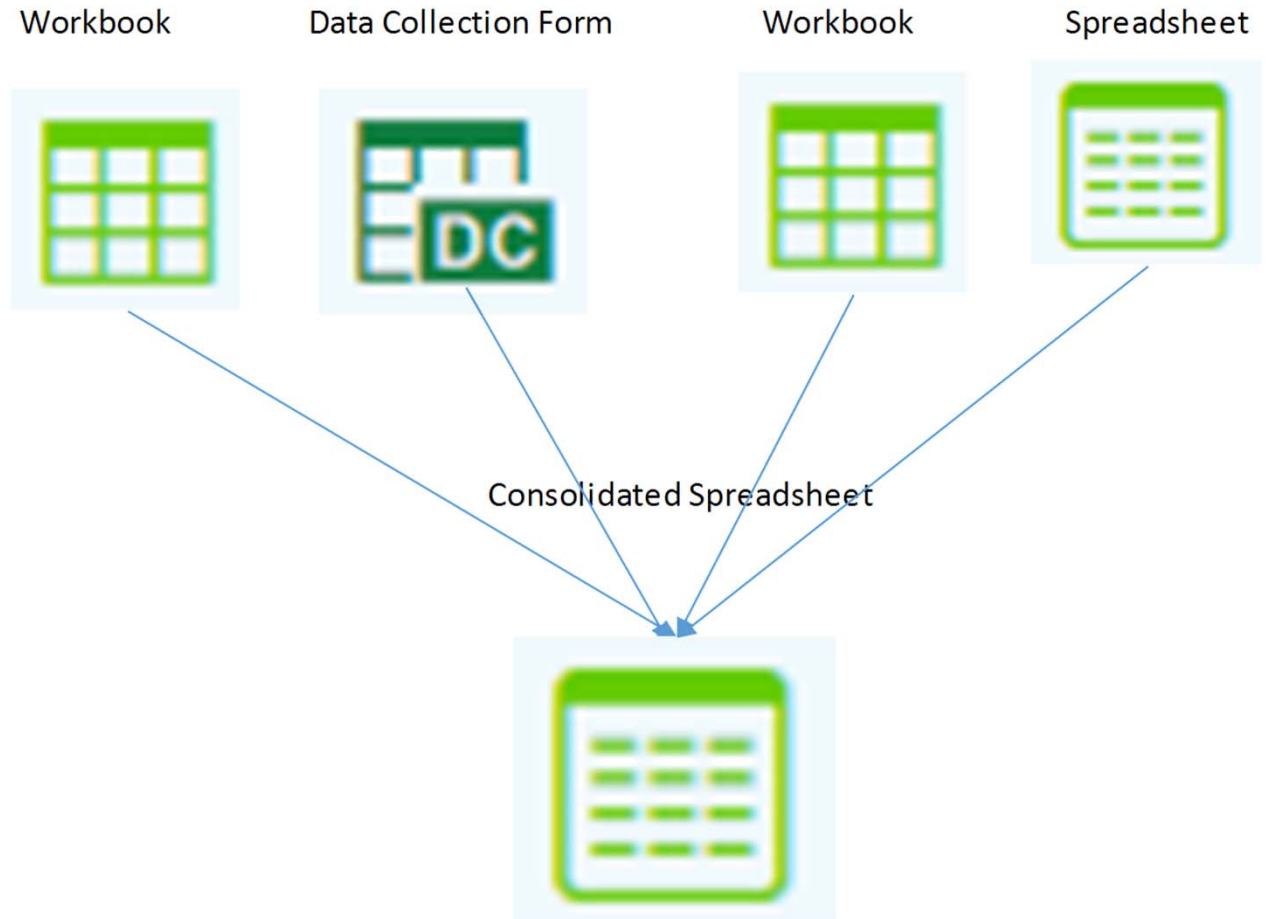 Workbook
Data Collection Form
Workbook
Spreadsheet
DC
Consolidated Spreadsheet